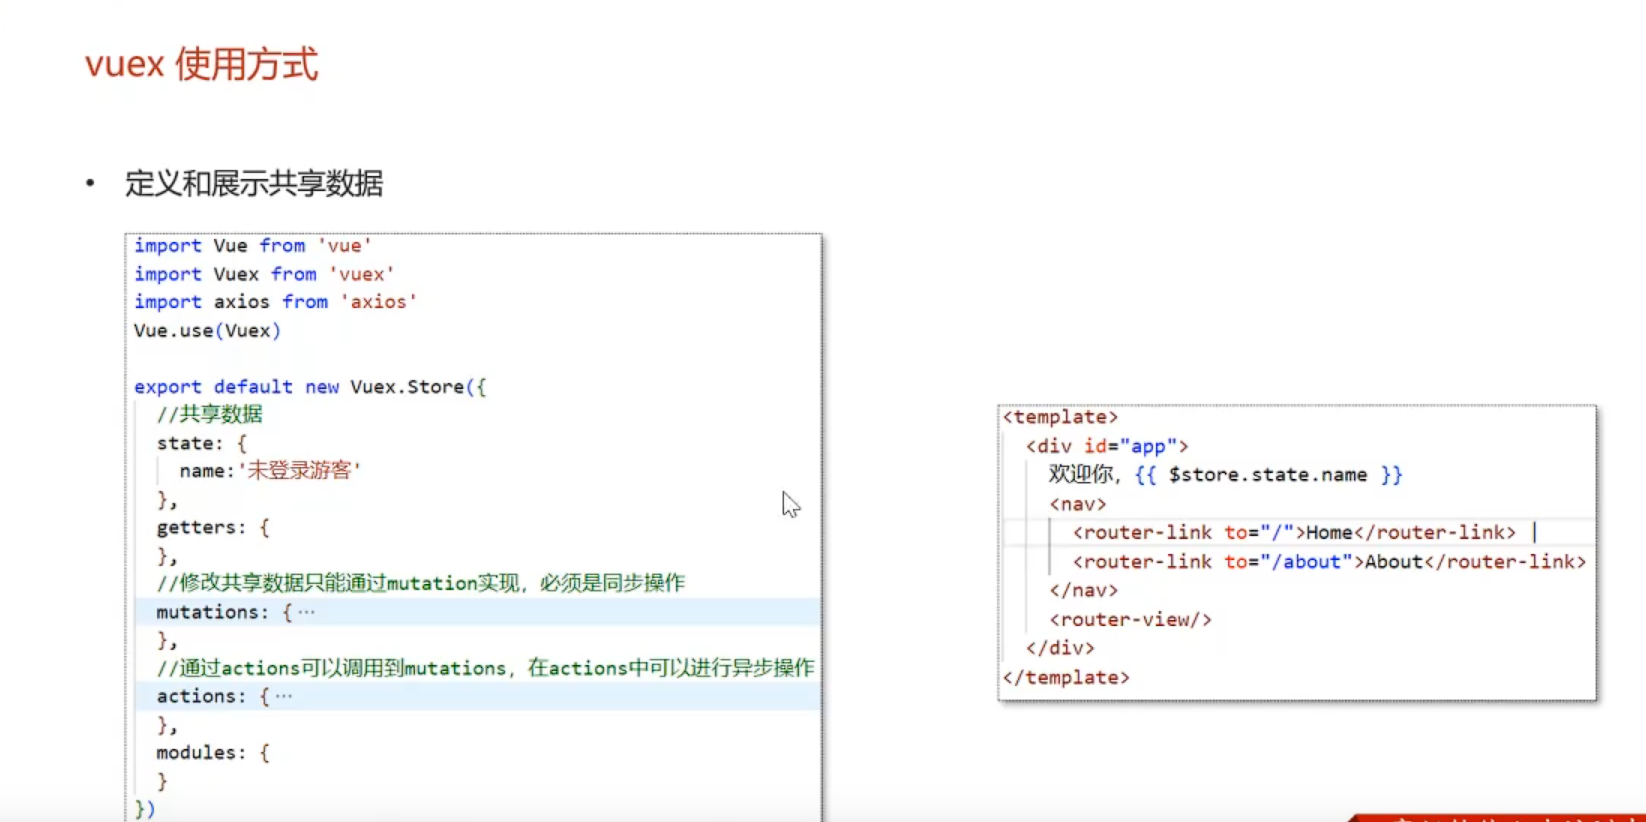 vuex 使用方式
• 定义和展示共享数据
import Vue from 'vue'
import Vuex from 'vuex'
import axios from 'axios'
Vue.use(Vuex)
export default new Vuex.Store({
//共享数据
state: {
name:'未登录游客'
},
getters: {
},
//修改共享数据只能通过mutation实现，必须是同步操作
mutations: {···
},
//通过actions可以调用到mutations，在actions中可以进行异步操作
actions: {···
},
modules: {
}
})
<template>
<div id="app">
欢迎你，{{ $store.state.name }}
<nav>
<router-link to="/">Home</router-link> |
<router-link to="/about">About</router-link>
</nav>
<router-view/>
</div>
</template>